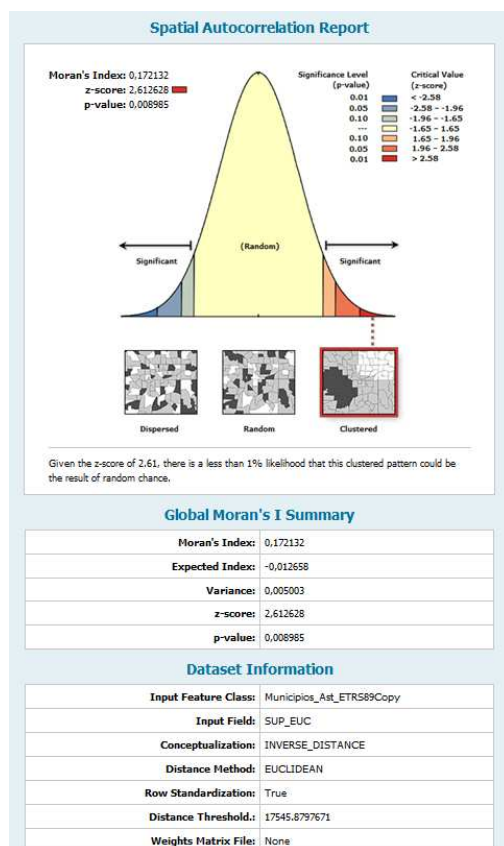 Spatial Autocorrelation Report
Moran's Index: 0,172132
z-score: 2,612628
p-value: 0,008985
Significance Level
(p-value)
Critical Value
(z-score)
0.01 < -2.58
0.05 -2.58 - -1.96
0.10 -1.96 - -1.65
--- -1.65 - 1.65
0.10 1.65 - 1.96
0.05 1.96 - 2.58
0.01 > 2.58
(Random)
Significant
Significant
Dispersed
Random
Clustered
Given the z-score of 2.61, there is a less than 1% likelihood that this clustered pattern could be
the result of random chance.
Global Moran's I Summary
Moran's Index: 0,172132
Expected Index: -0,012658
Variance: 0,005003
z-score: 2,612628
p-value: 0,008985
Dataset Information
Input Feature Class: Municipios_Ast_ETRS89Copy
Input Field: SUP_EUC
Conceptualization: INVERSE_DISTANCE
Distance Method: EUCLIDEAN
Row Standardization: True
Distance Threshold.: 17545.8797671
Weights Matrix File: None